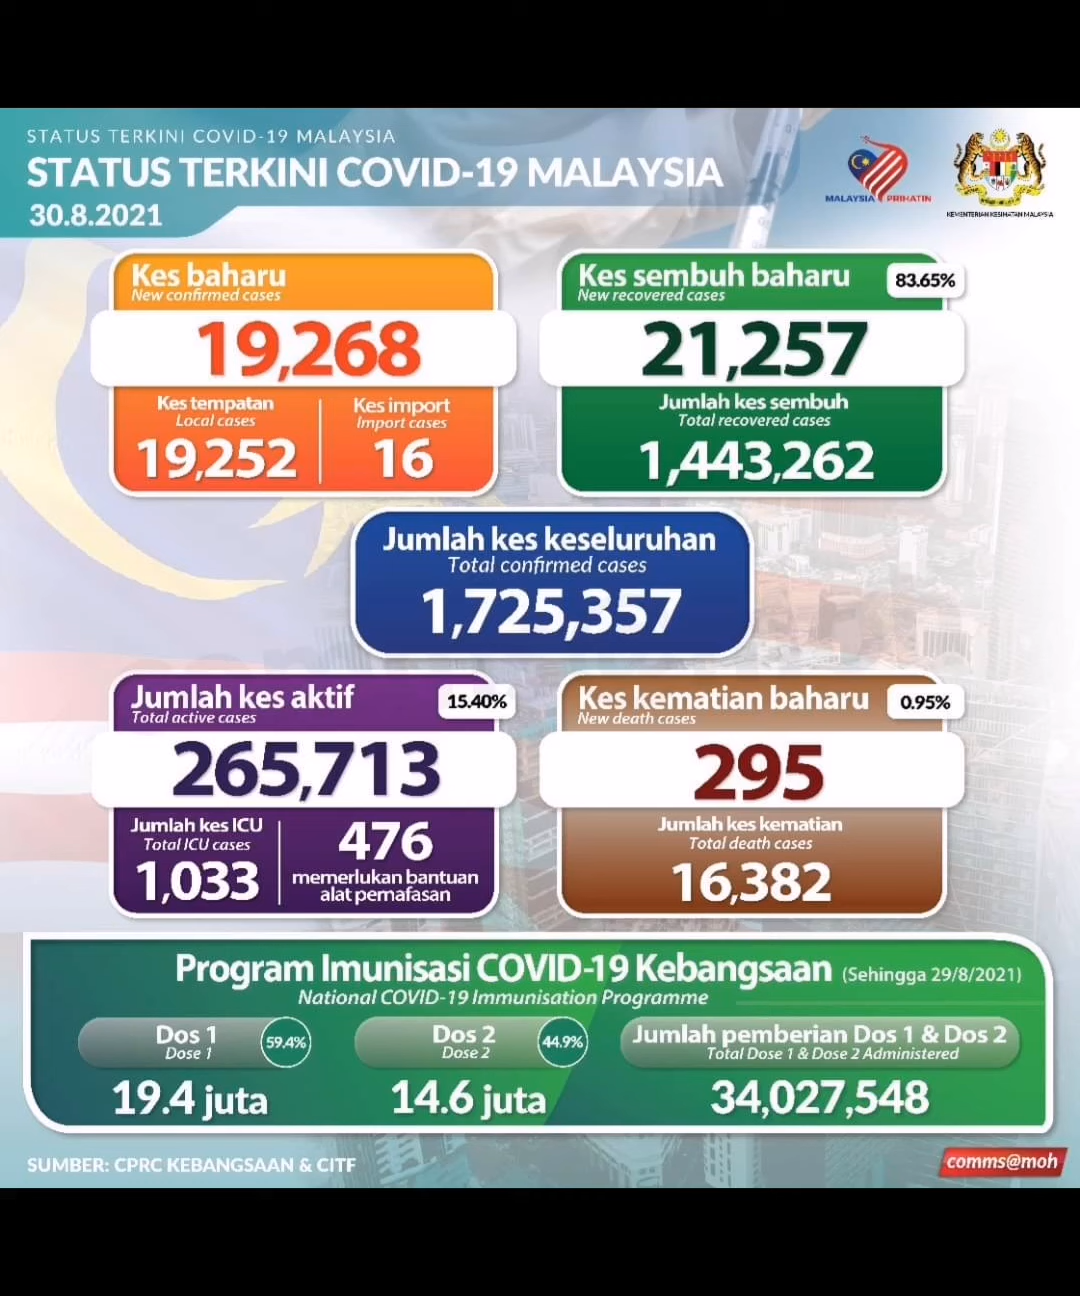 STATUS TERKINI COVID-19 MALAYSIA
STATUS TERKINI COVID-19 MALAYSIA
30.8.2021
MALAYSIA PRIHATIN
KEMENTERIAN KESIHATAN MALAYSIA
Kes baharu
New confirmed cases
19,268
Kes tempatan
Local cases
19,252
Kes import
Import cases
16
Kes sembuh baharu
New recovered cases
83.65%
21,257
Jumlah kes sembuh
Total recovered cases
1,443,262
Jumlah kes keseluruhan
Total confirmed cases
1,725,357
Jumlah kes aktif
Total active cases
15.40%
265,713
Jumlah kes ICU
Total ICU cases
1,033
476
memerlukan bantuan
alat pernafasan
Kes kematian baharu
New death cases
0.95%
295
Jumlah kes kematian
Total death cases
16,382
Program Imunisasi COVID-19 Kebangsaan (Sehingga 29/8/2021)
National COVID-19 Immunisation Programme
Dos 1
Dose 1
59.4%
19.4 juta
Dos 2
Dose 2
44.9%
14.6 juta
Jumlah pemberian Dos 1 & Dos 2
Total Dose 1 & Dose 2 Administered
34,027,548
SUMBER: CPRC KEBANGSAAN & CITF
comms@moh